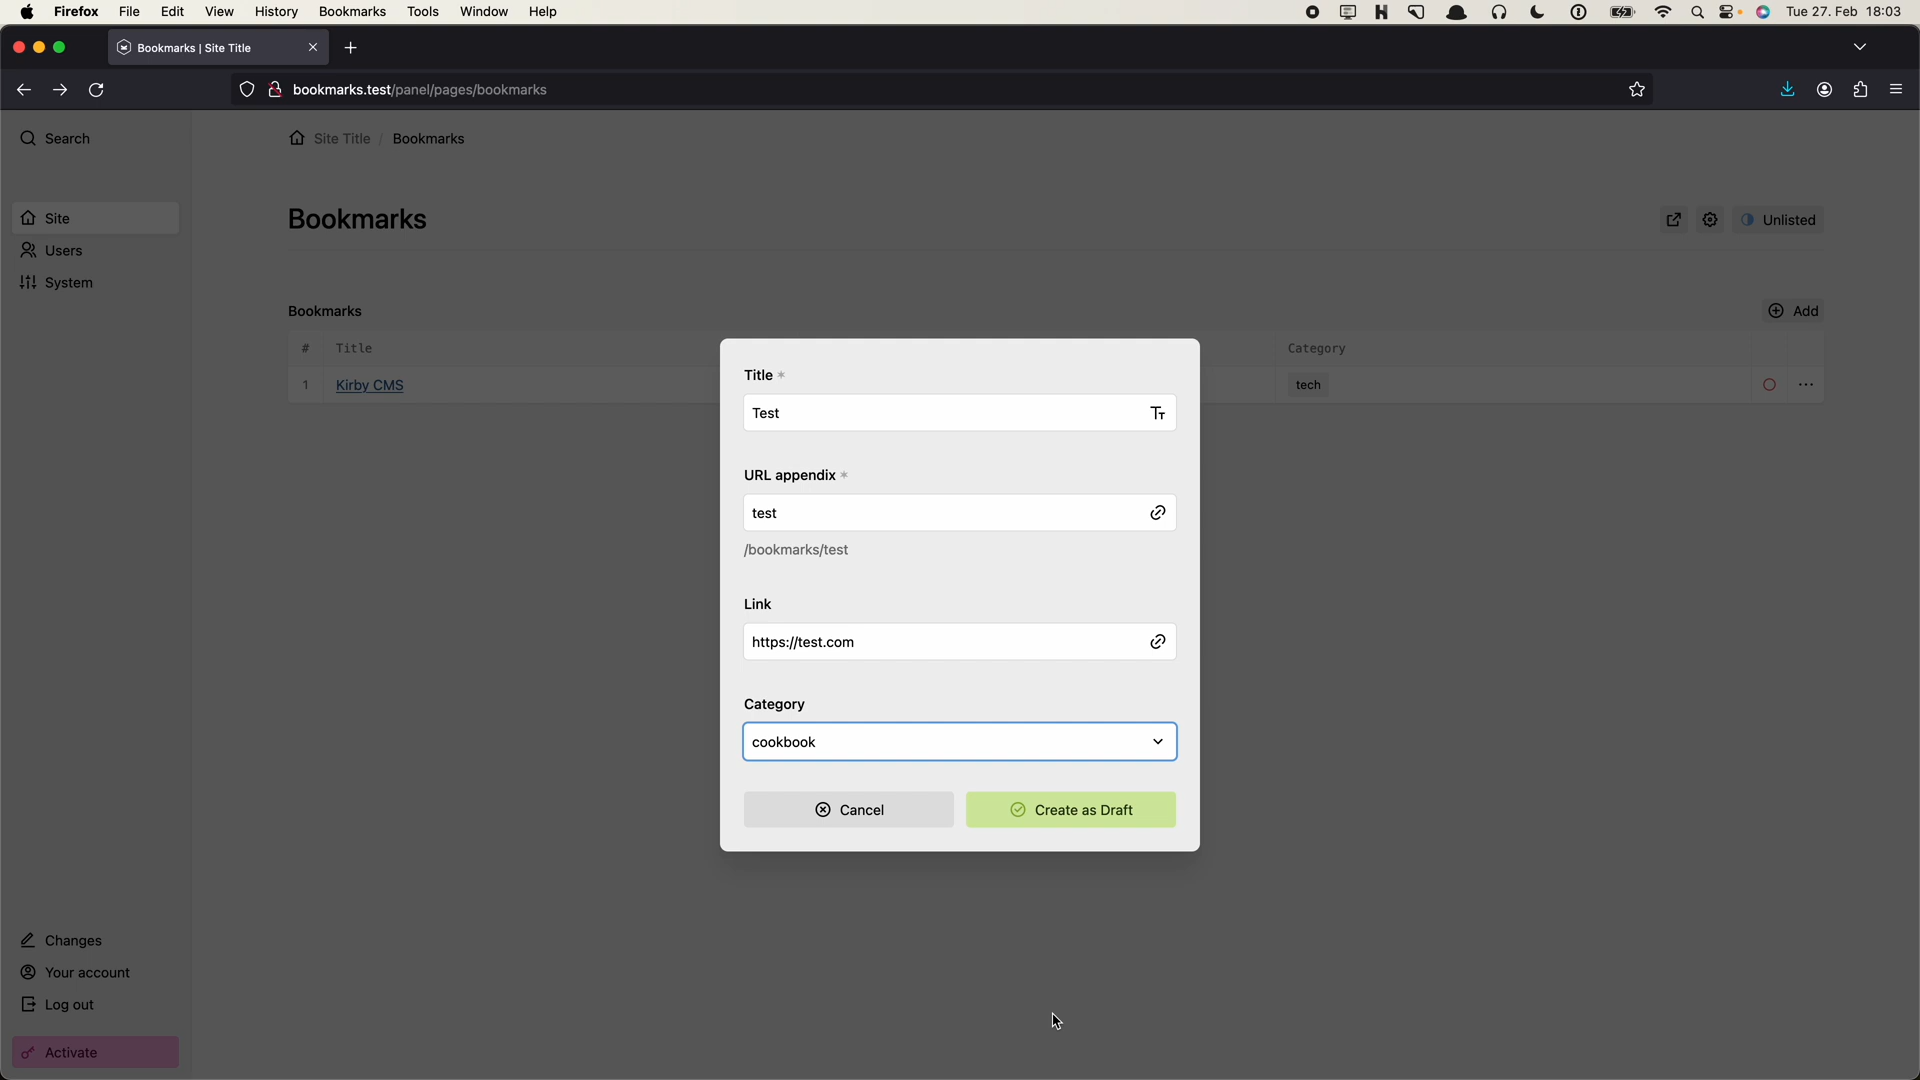 Firefox File Edit View History Bookmarks Tools Window Help Tue 27. Feb 18:03
Bookmarks | Site Title
bookmarks.test/panel/pages/bookmarks
Search
Site Title / Bookmarks
Site
Bookmarks
Unlisted
Users
System
Bookmarks
Add
# Title Category
1 Kirby CMS tech
Title *
Test
URL appendix *
test
/bookmarks/test
Link
https://test.com
Category
cookbook
Cancel
Create as Draft
Changes
Your account
Log out
Activate